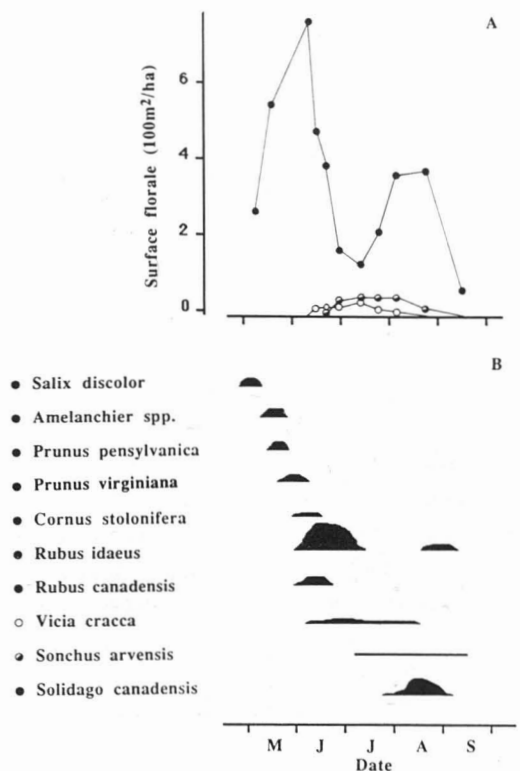 A
Surface florale (100m²/ha)
6
4
2
0
B
Salix discolor
Amelanchier spp.
Prunus pensylvanica
Prunus virginiana
Cornus stolonifera
Rubus idaeus
Rubus canadensis
Vicia cracca
Sonchus arvensis
Solidago canadensis
M J J A S
Date